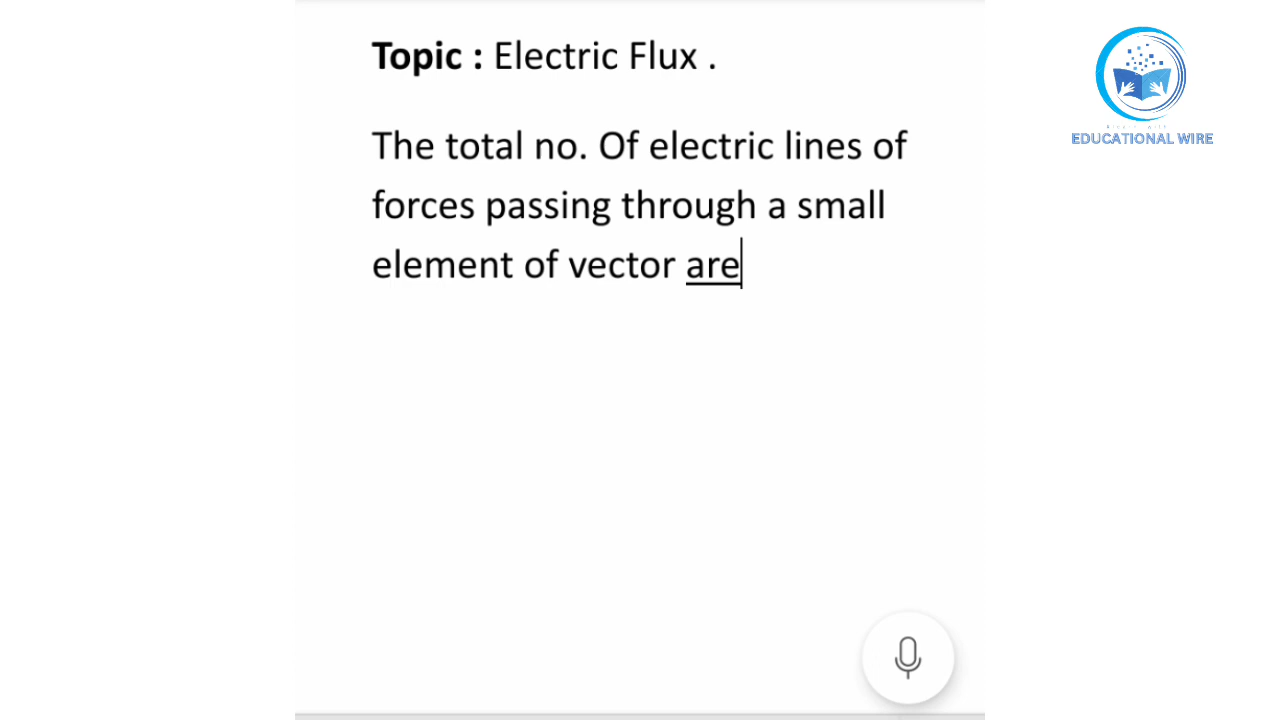 Topic : Electric Flux .
The total no. Of electric lines of
forces passing through a small
element of vector are
EDUCATIONAL WIRE